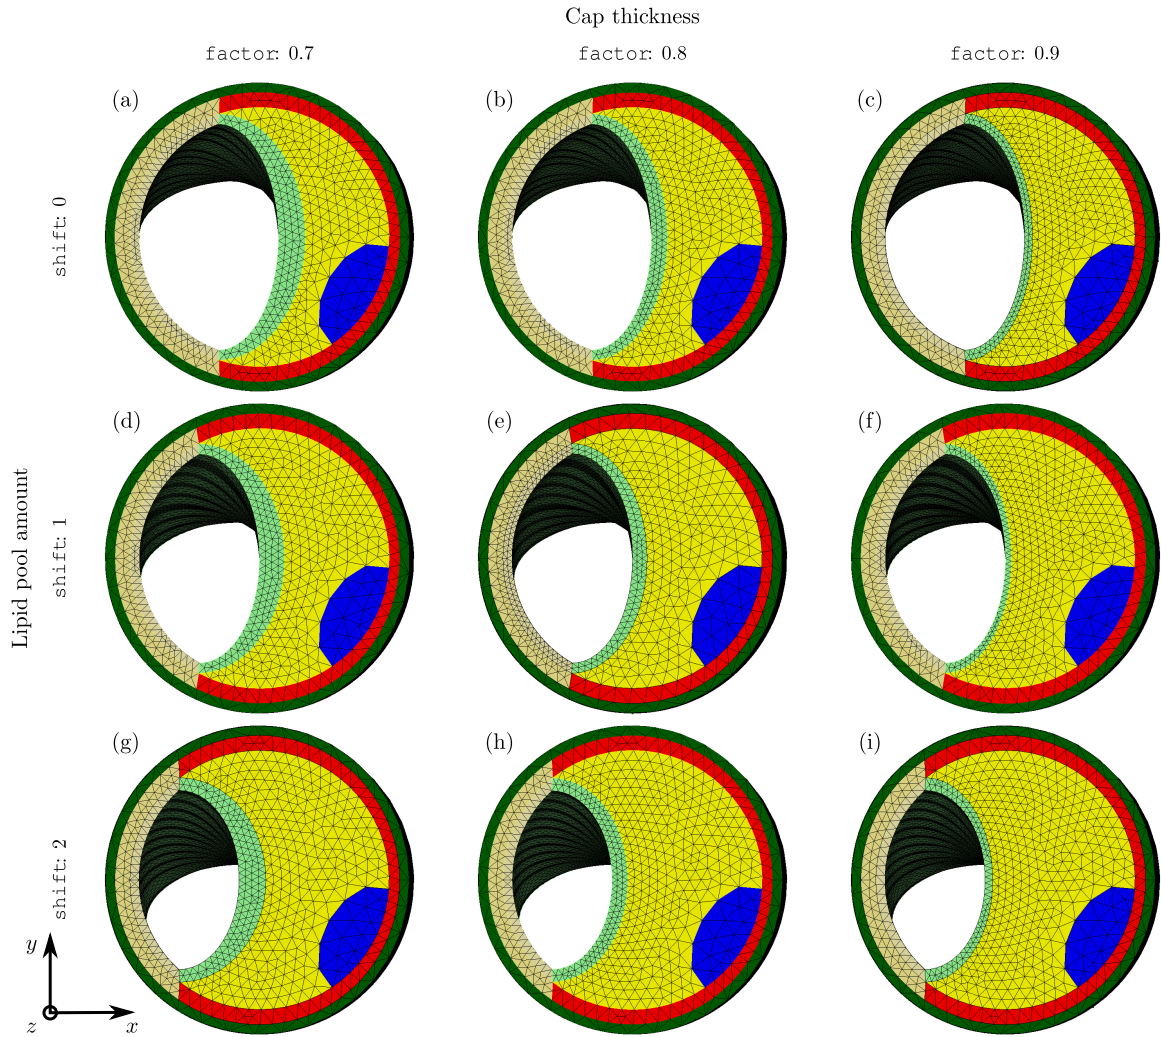 Cap thickness
factor: 0.7
factor: 0.8
factor: 0.9
(a)
(b)
(c)
shift: 0
(d)
(e)
(f)
Lipid pool amount
shift: 1
(g)
(h)
(i)
shift: 2
y
z
x